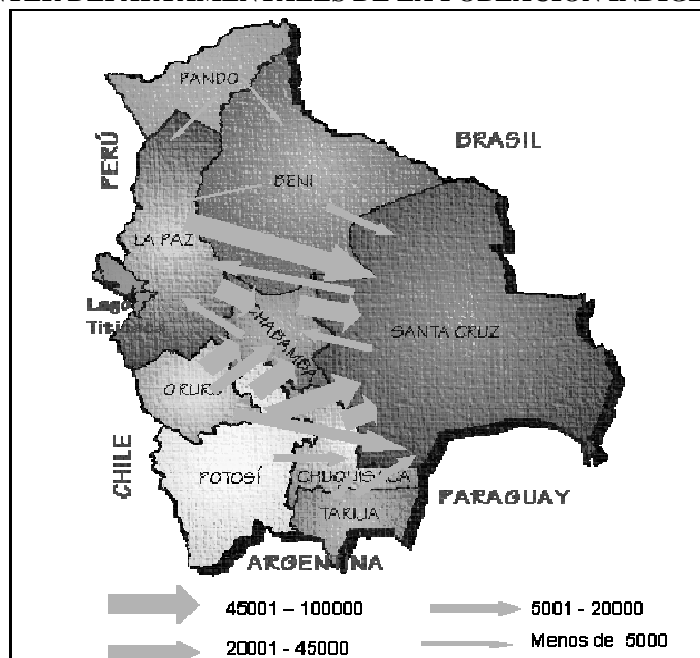 PANDO
PERÚ
BRASIL
BENI
LA PAZ
Lago
SANTA CRUZ
ORURO
CHILE
POTOSÍ
CHUQUISACA
PARAGUAY
TARIJA
ARGENTINA
45001 – 100000
5001 - 20000
20001 - 45000
Menos de 5000